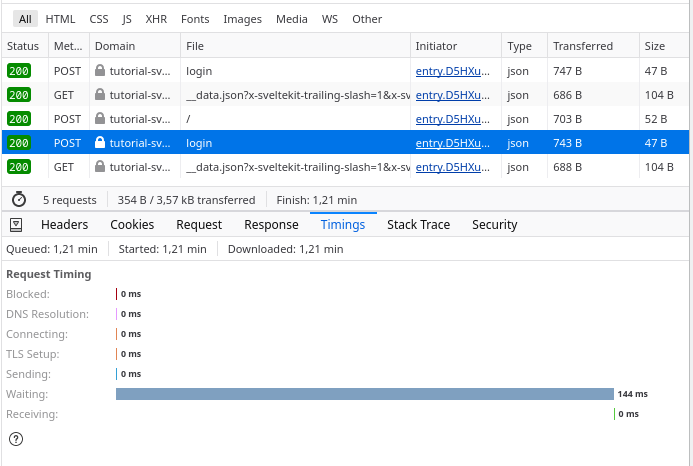 All HTML CSS JS XHR Fonts Images Media WS Other
Status Met... Domain File Initiator Type Transferred Size
200 POST tutorial-sv... login entry.D5HXu... json 747 B 47 B
200 GET tutorial-sv... __data.json?x-sveltekit-trailing-slash=1&x-sv entry.D5HXu... json 686 B 104 B
200 POST tutorial-sv... / entry.D5HXu... json 703 B 52 B
200 POST tutorial-sv... login entry.D5HXu... json 743 B 47 B
200 GET tutorial-sv... __data.json?x-sveltekit-trailing-slash=1&x-sv entry.D5HXu... json 688 B 104 B
5 requests 354 B / 3,57 kB transferred Finish: 1,21 min
Headers Cookies Request Response Timings Stack Trace Security
Queued: 1,21 min Started: 1,21 min Downloaded: 1,21 min
Request Timing
Blocked: 0 ms
DNS Resolution: 0 ms
Connecting: 0 ms
TLS Setup: 0 ms
Sending: 0 ms
Waiting: 144 ms
Receiving: 0 ms